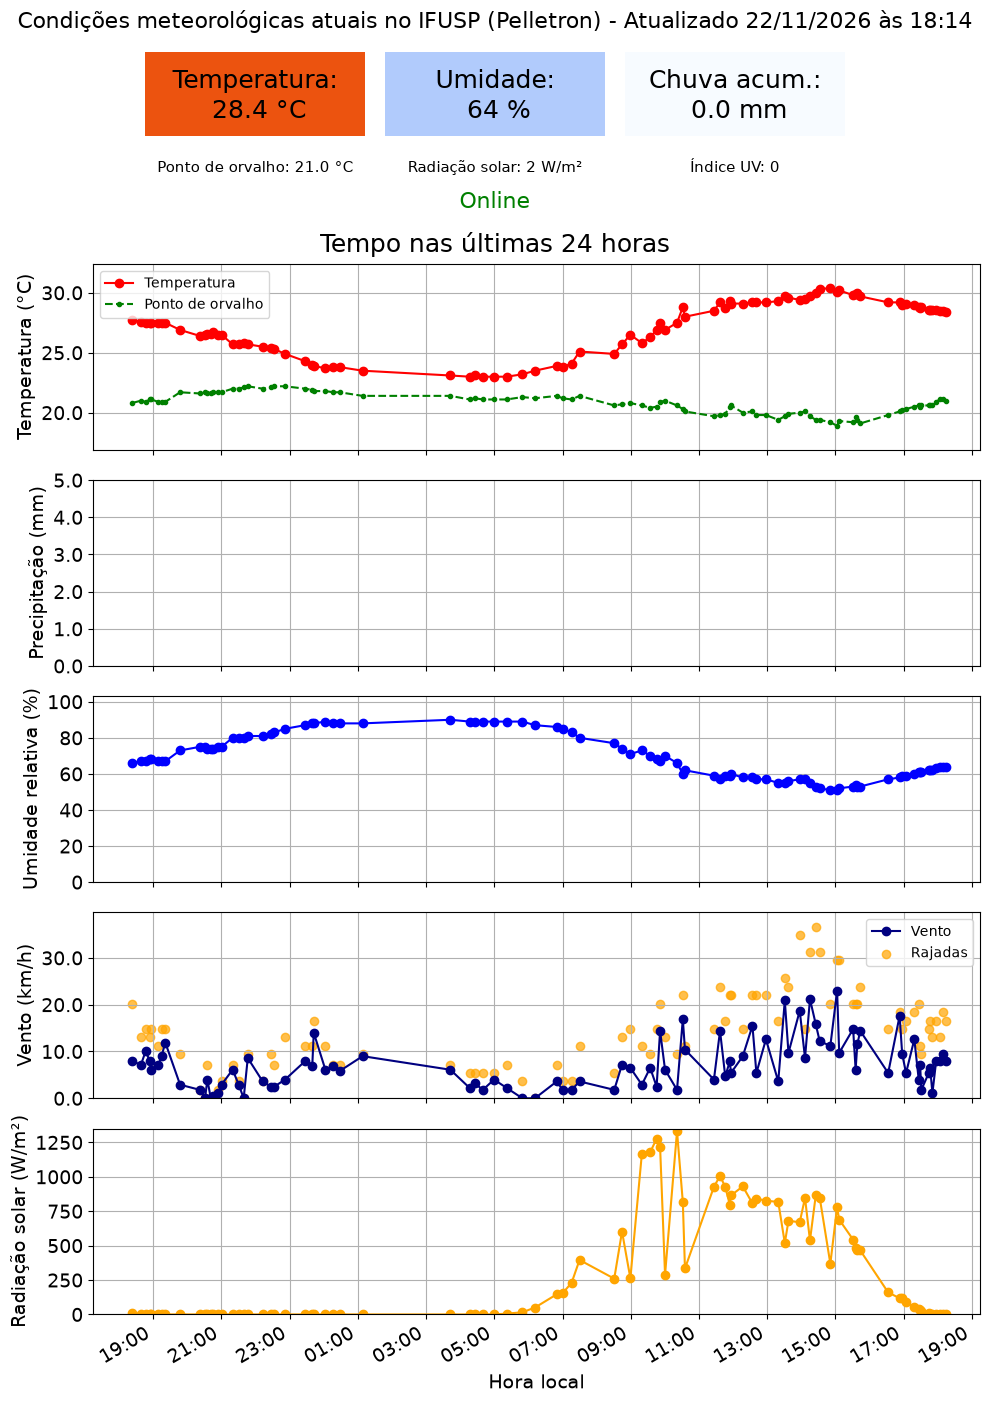 Condições meteorológicas atuais no IFUSP (Pelletron) - Atualizado 22/11/2026 às 18:14
Temperatura:
28.4 °C
Umidade:
64 %
Chuva acum.:
0.0 mm
Ponto de orvalho: 21.0 °C
Radiação solar: 2 W/m²
Índice UV: 0
Online
Tempo nas últimas 24 horas
Temperatura (°C)
30.0
25.0
20.0
Temperatura
Ponto de orvalho
Precipitação (mm)
5.0
4.0
3.0
2.0
1.0
0.0
Umidade relativa (%)
100
80
60
40
20
0
Vento (km/h)
30.0
20.0
10.0
0.0
Vento
Rajadas
Radiação solar (W/m²)
1250
1000
750
500
250
0
19:00
21:00
23:00
01:00
03:00
05:00
07:00
09:00
11:00
13:00
15:00
17:00
19:00
Hora local